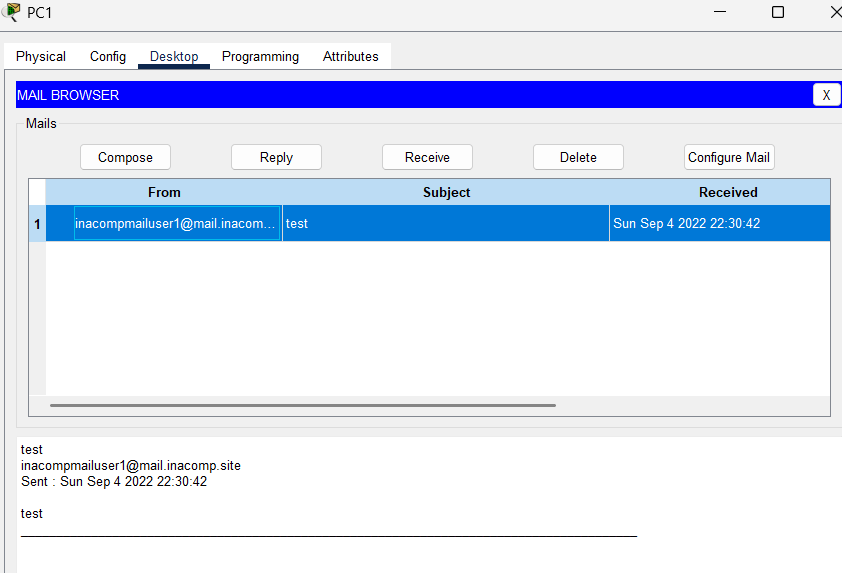 PC1
Physical Config Desktop Programming Attributes
MAIL BROWSER X
Mails
Compose Reply Receive Delete Configure Mail
From Subject Received
1 inacompmailuser1@mail.inacom... test Sun Sep 4 2022 22:30:42
test
inacompmailuser1@mail.inacomp.site
Sent : Sun Sep 4 2022 22:30:42
test